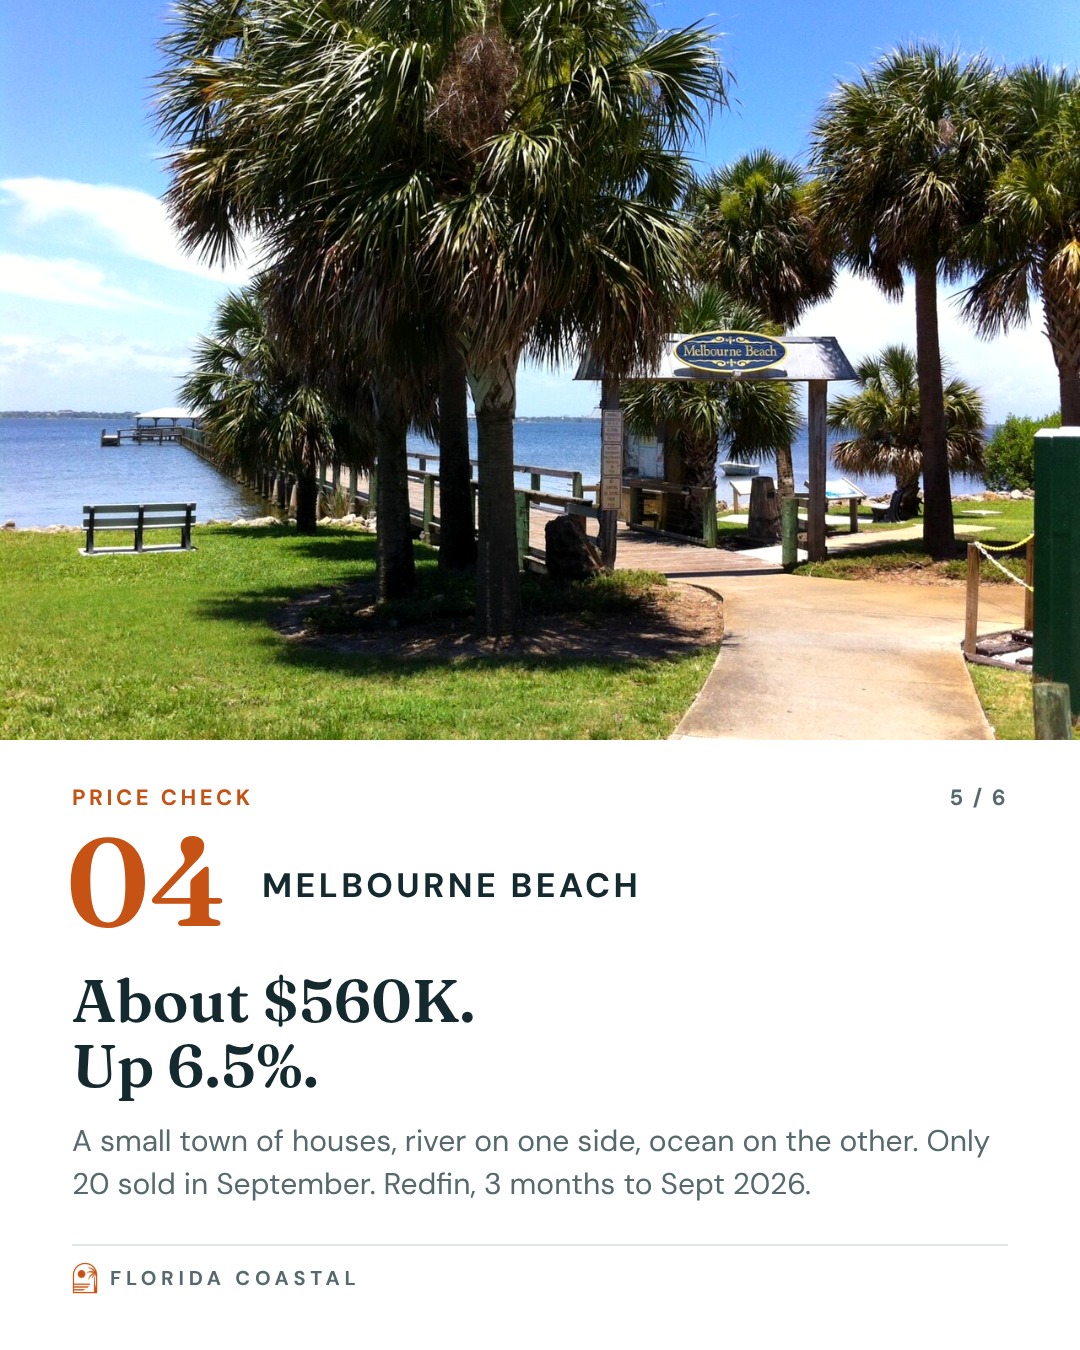 Melbourne Beach
PRICE CHECK
5 / 6
04
MELBOURNE BEACH
About $560K.
Up 6.5%.
A small town of houses, river on one side, ocean on the other. Only
20 sold in September. Redfin, 3 months to Sept 2026.
FLORIDA COASTAL